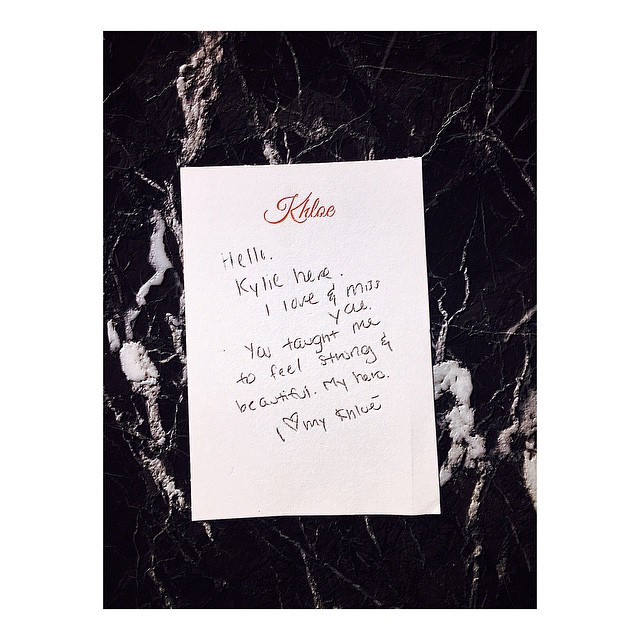 Khloe
Hello.
Kylie here.
I love & miss
you.
You taught me
to feel strong &
beautiful. My hero.
I ♡ my Khloé